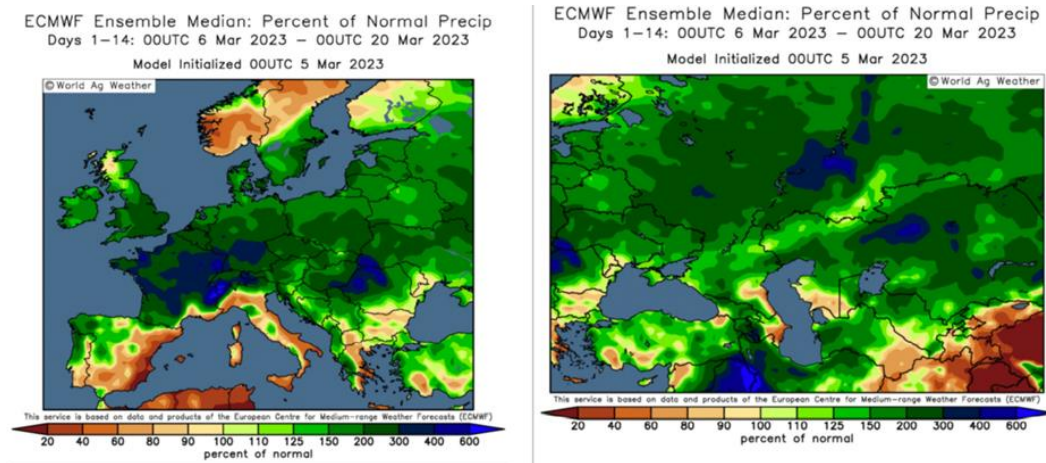 ECMWF Ensemble Median: Percent of Normal Precip
Days 1-14: 00UTC 6 Mar 2023 - 00UTC 20 Mar 2023
Model Initialized 00UTC 5 Mar 2023
© World Ag Weather
This service is based on data and products of the European Centre for Medium-range Weather Forecasts (ECMWF)
20 40 60 80 90 100 110 125 150 200 300 400 600
percent of normal
ECMWF Ensemble Median: Percent of Normal Precip
Days 1-14: 00UTC 6 Mar 2023 - 00UTC 20 Mar 2023
Model Initialized 00UTC 5 Mar 2023
© World Ag Weather
This service is based on data and products of the European Centre for Medium-range Weather Forecasts (ECMWF)
20 40 60 80 90 100 110 125 150 200 300 400 600
percent of normal